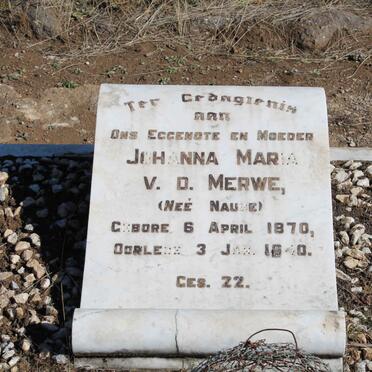 Ter Gedagtenis
aan
Ons Eggenote en Moeder
Johanna Maria
v. d. Merwe,
(Neé Naude)
Gebore 6 April 1870,
Oorlede 3 Jan. 1940.
Ges. 22.